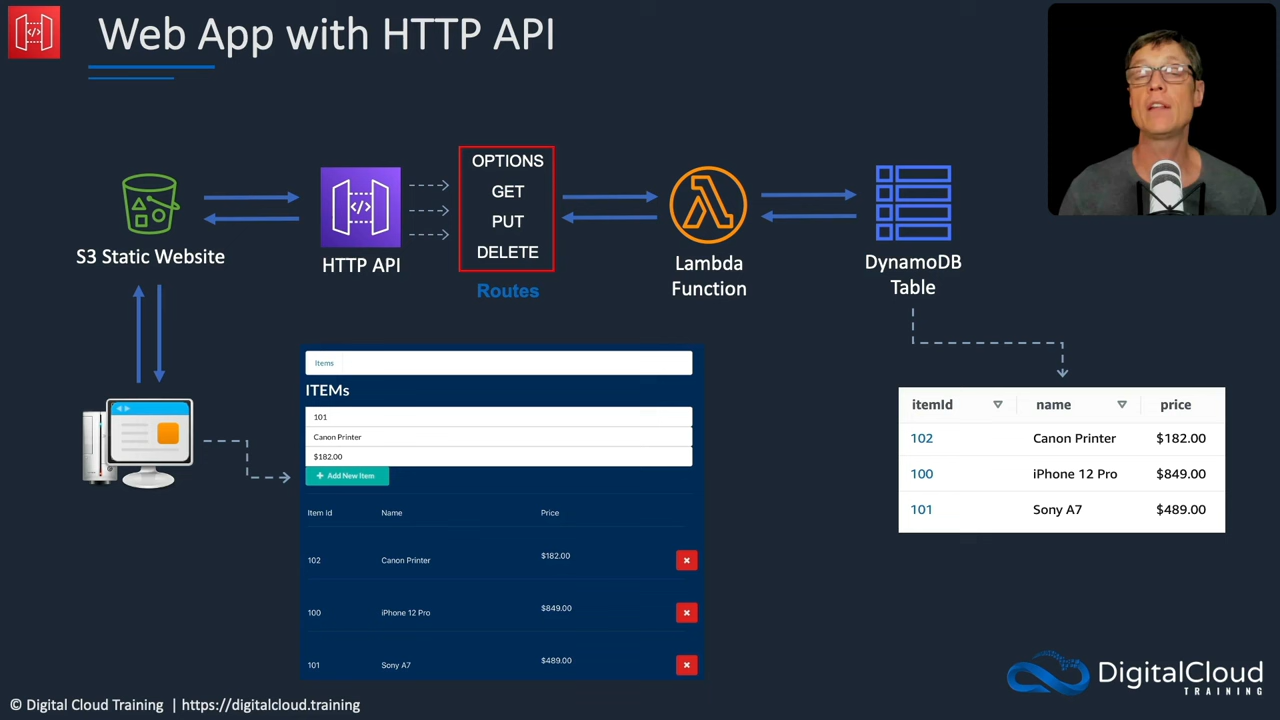 Web App with HTTP API
OPTIONS
GET
PUT
DELETE
Routes
S3 Static Website
HTTP API
Lambda
Function
DynamoDB
Table
Items
ITEMs
101
Canon Printer
$182.00
+ Add New Item
Item Id Name Price
102 Canon Printer $182.00
100 iPhone 12 Pro $849.00
101 Sony A7 $489.00
itemId name price
102 Canon Printer $182.00
100 iPhone 12 Pro $849.00
101 Sony A7 $489.00
DigitalCloud
TRAINING
© Digital Cloud Training | https://digitalcloud.training